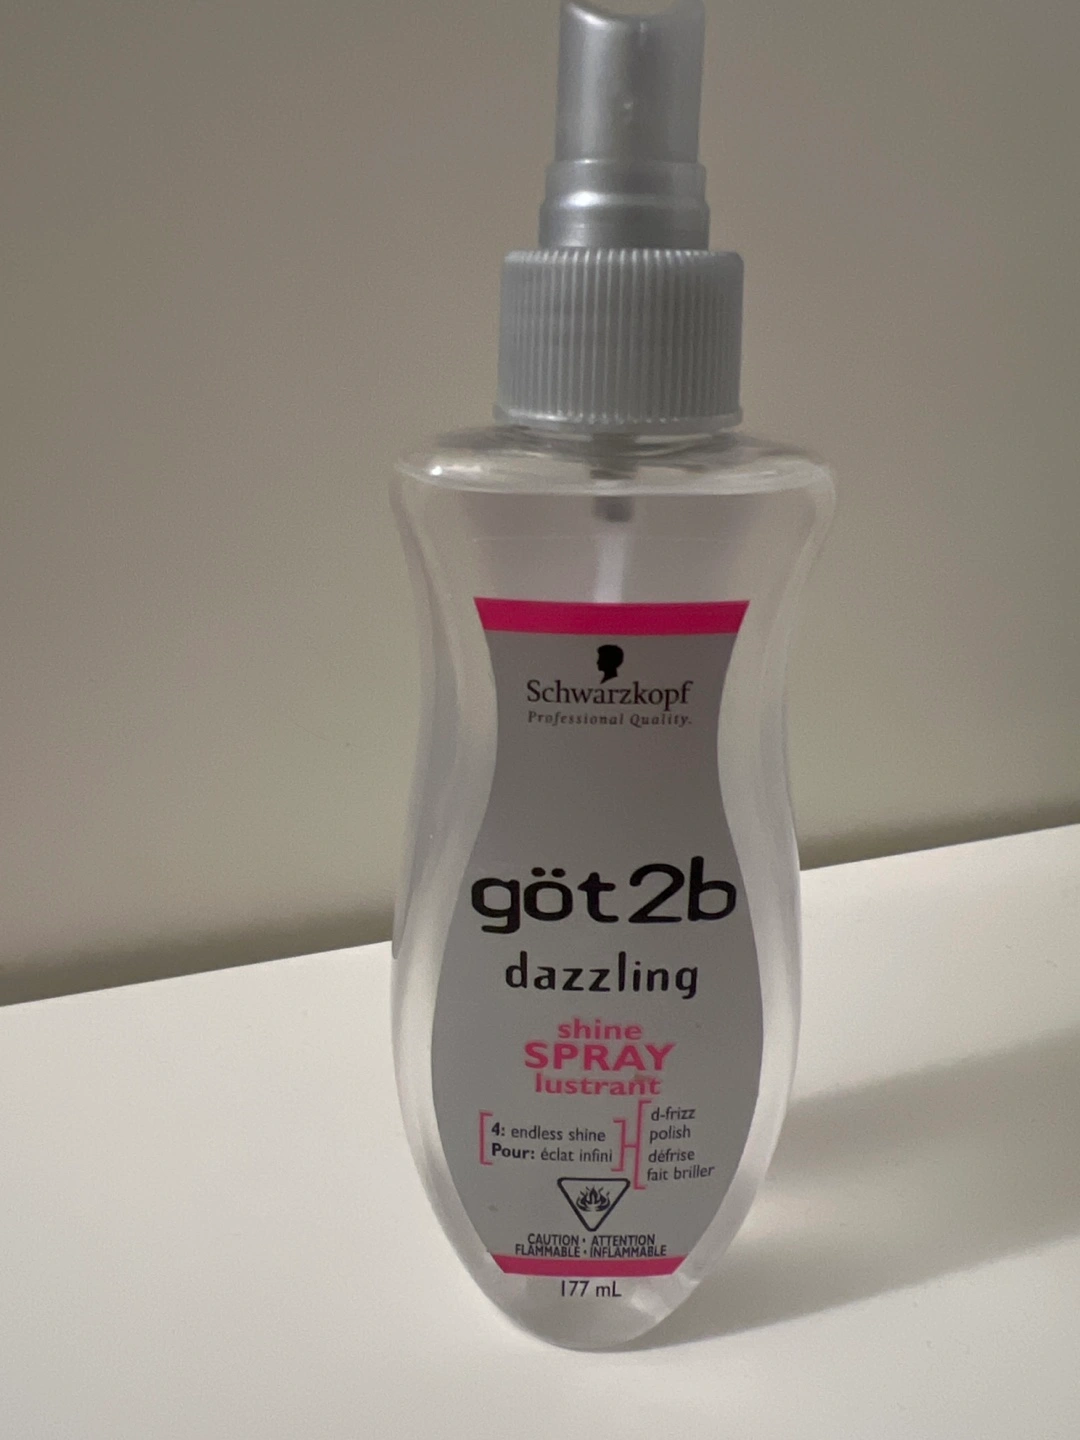 Schwarzkopf
Professional Quality.
göt2b
dazzling
shine
SPRAY
lustrant
4: endless shine
Pour: éclat infini
d-frizz
polish
défrise
fait briller
CAUTION • ATTENTION
FLAMMABLE • INFLAMMABLE
177 mL